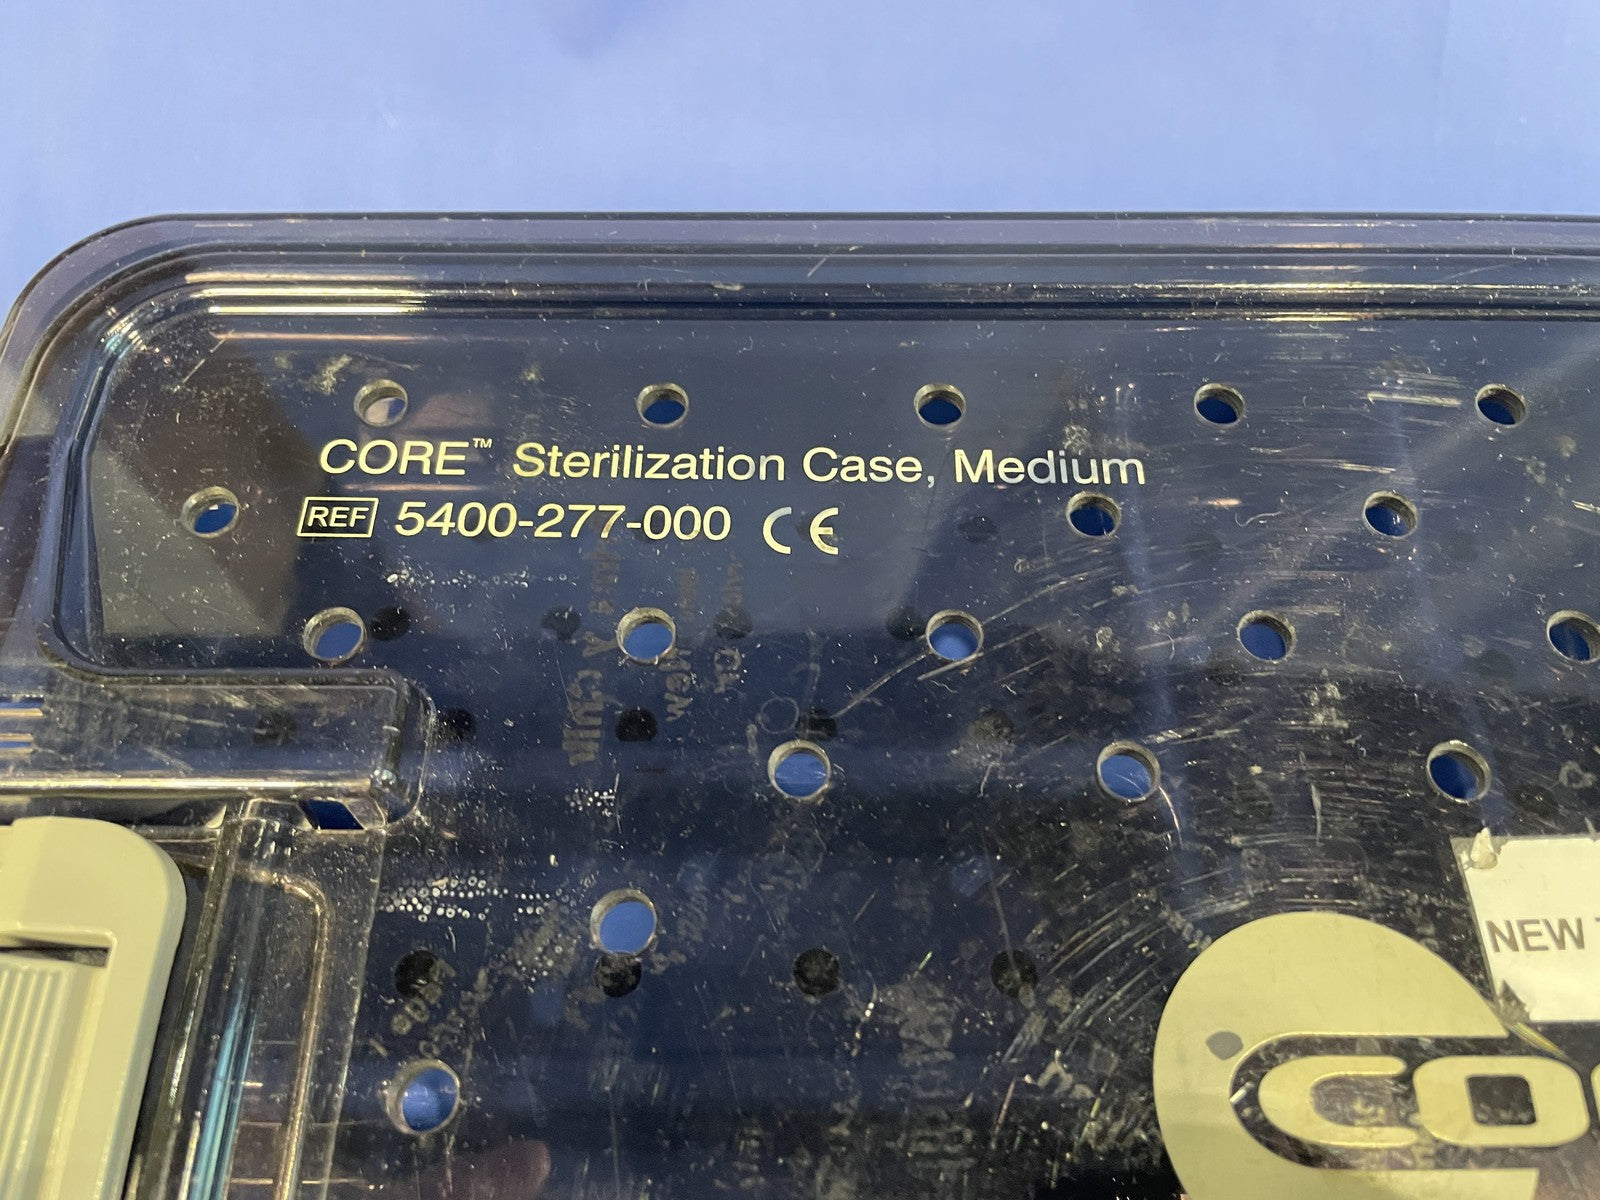 CORE™ Sterilization Case, Medium
REF 5400-277-000 CE
NEW